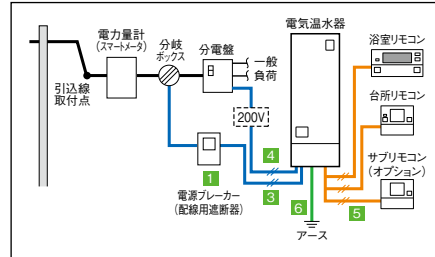 電力量計
(スマートメータ)
分岐
ボックス
分電盤
一般
負荷
電気温水器
浴室リモコン
引込線
取付点
200V
台所リモコン
1
4
3
サブリモコン
(オプション)
電源ブレーカー
(配線用遮断器)
6
5
アース